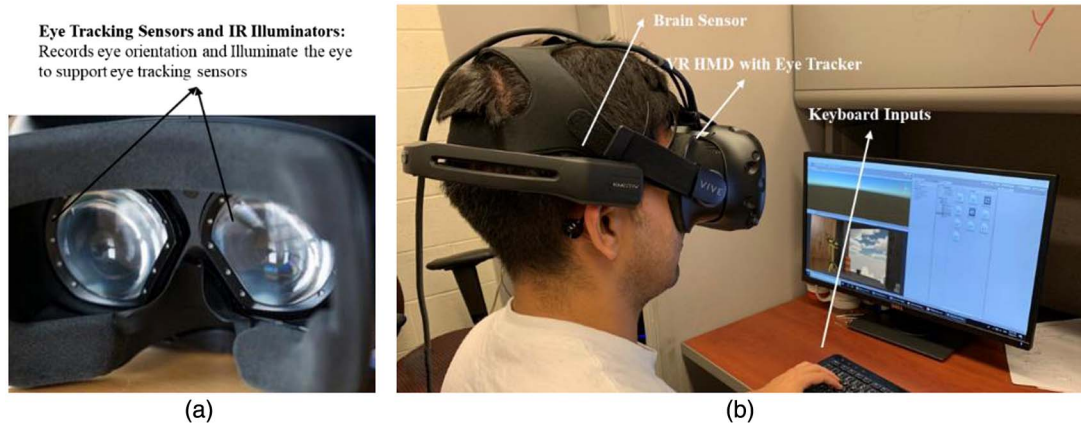 Eye Tracking Sensors and IR Illuminators:
Records eye orientation and Illuminate the eye
to support eye tracking sensors
(a)
Brain Sensor
VR HMD with Eye Tracker
Keyboard Inputs
Y
EMOTIV
VIVE
(b)